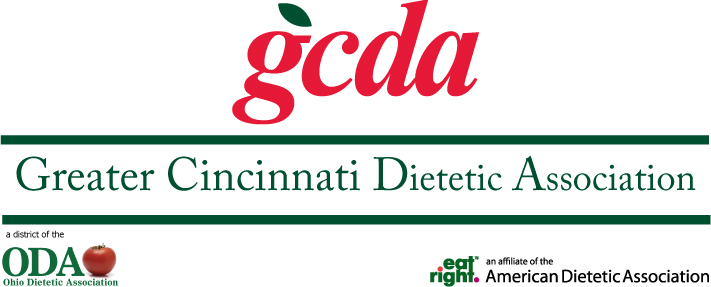 gcda
Greater Cincinnati Dietetic Association
a district of the
ODA
Ohio Dietetic Association
eat™
right.
an affiliate of the
American Dietetic Association